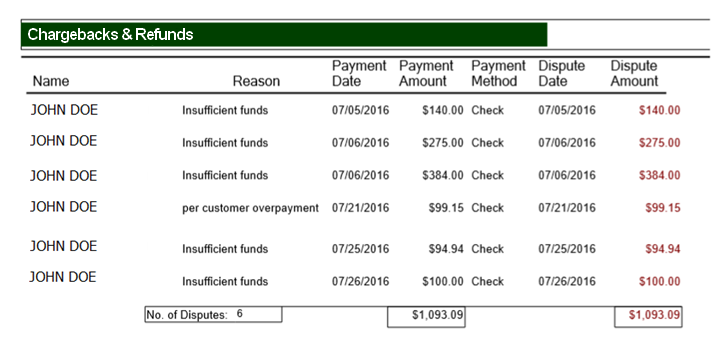 Chargebacks & Refunds
Payment Payment Payment Dispute Dispute
Name Reason Date Amount Method Date Amount
JOHN DOE Insufficient funds 07/05/2016 $140.00 Check 07/05/2016 $140.00
JOHN DOE Insufficient funds 07/06/2016 $275.00 Check 07/06/2016 $275.00
JOHN DOE Insufficient funds 07/06/2016 $384.00 Check 07/06/2016 $384.00
JOHN DOE per customer overpayment 07/21/2016 $99.15 Check 07/21/2016 $99.15
JOHN DOE Insufficient funds 07/25/2016 $94.94 Check 07/25/2016 $94.94
JOHN DOE Insufficient funds 07/26/2016 $100.00 Check 07/26/2016 $100.00
No. of Disputes: 6 $1,093.09 $1,093.09